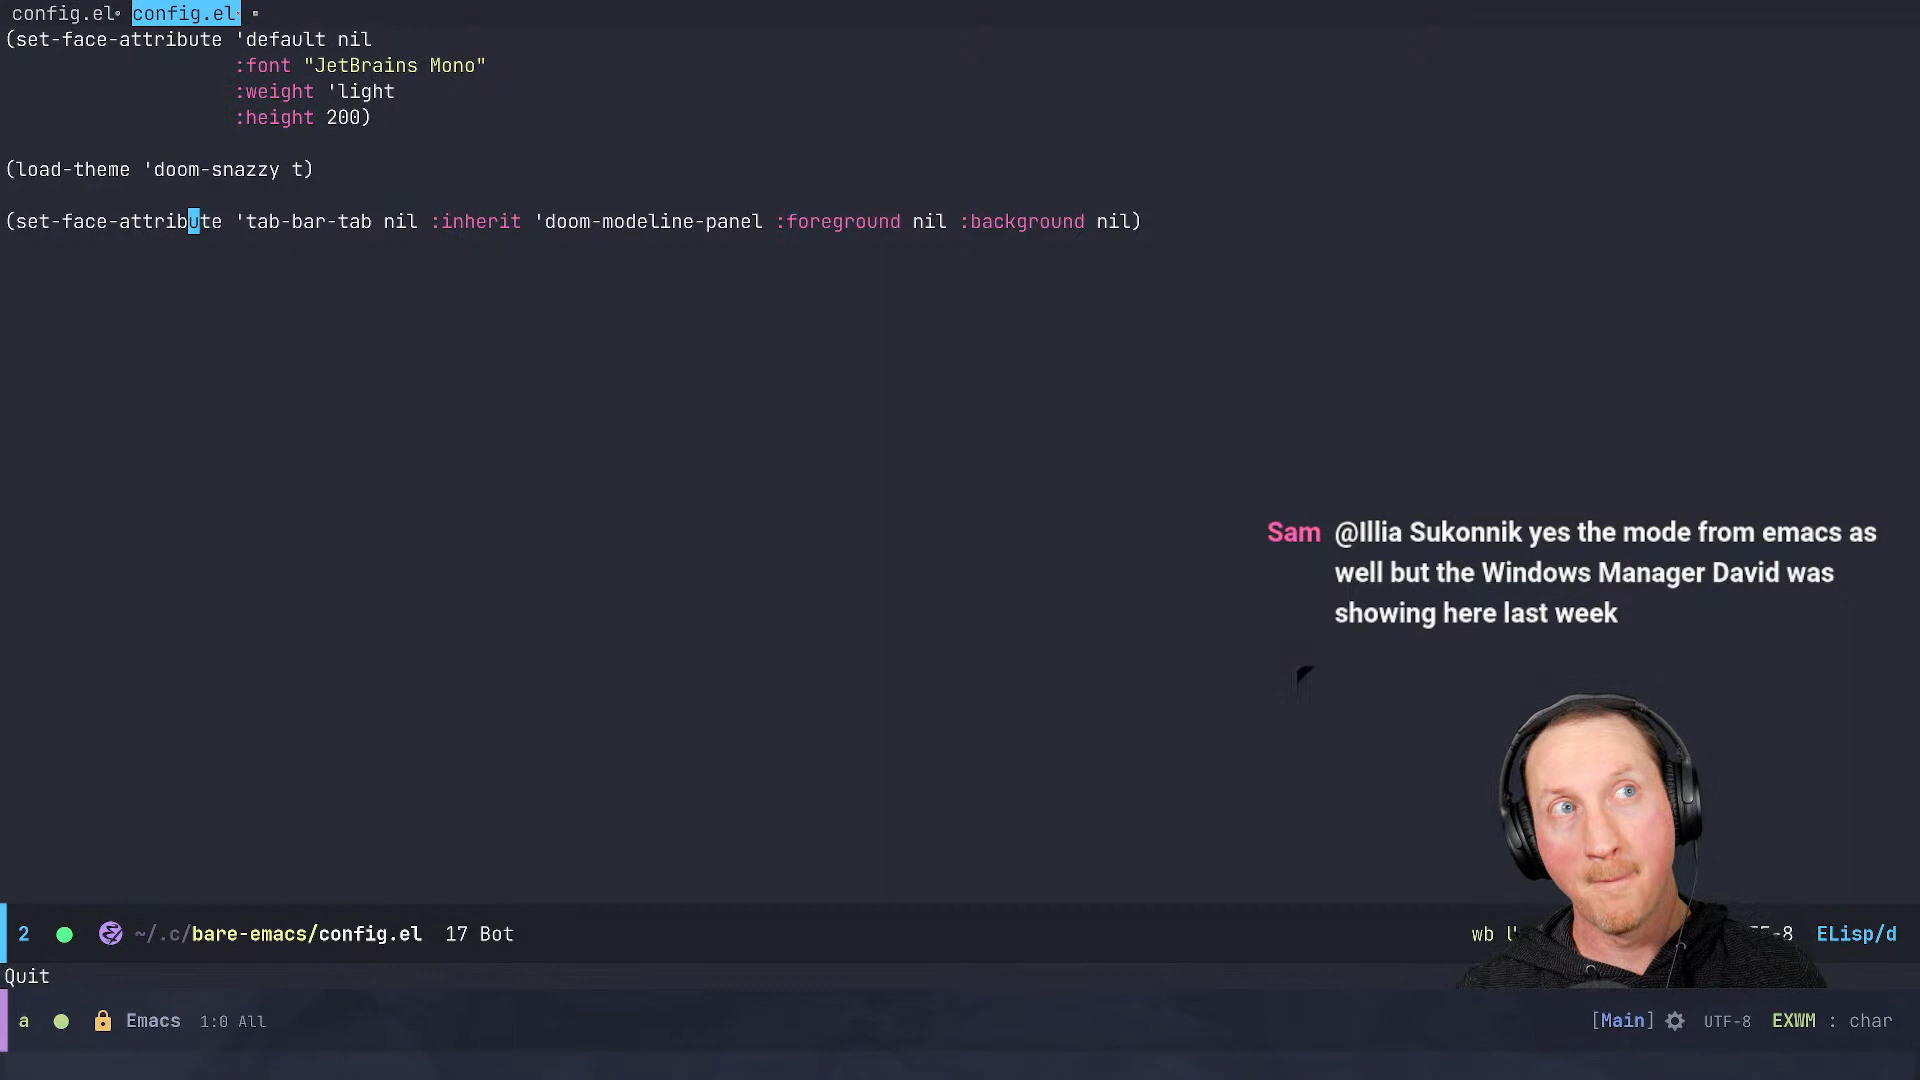 config.el config.el
(set-face-attribute 'default nil
:font "JetBrains Mono"
:weight 'light
:height 200)
(load-theme 'doom-snazzy t)
(set-face-attribute 'tab-bar-tab nil :inherit 'doom-modeline-panel :foreground nil :background nil)
Sam @Illia Sukonnik yes the mode from emacs as
well but the Windows Manager David was
showing here last week
2 ~/.c/bare-emacs/config.el 17 Bot wb ELisp/d
Quit
a Emacs 1:0 All [Main] UTF-8 EXWM : char